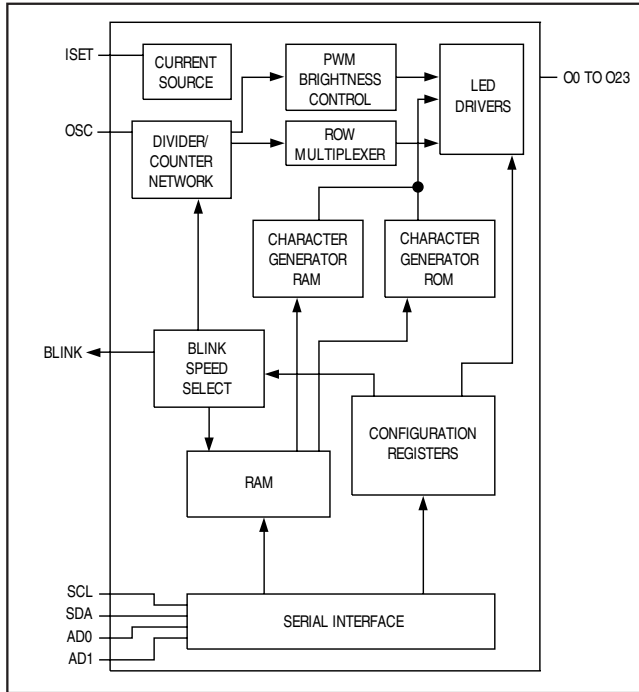 ISET
CURRENT
SOURCE
PWM
BRIGHTNESS
CONTROL
LED
DRIVERS
O0 TO O23
OSC
DIVIDER/
COUNTER
NETWORK
ROW
MULTIPLEXER
CHARACTER
GENERATOR
RAM
CHARACTER
GENERATOR
ROM
BLINK
BLINK
SPEED
SELECT
CONFIGURATION
REGISTERS
RAM
SCL
SDA
AD0
AD1
SERIAL INTERFACE